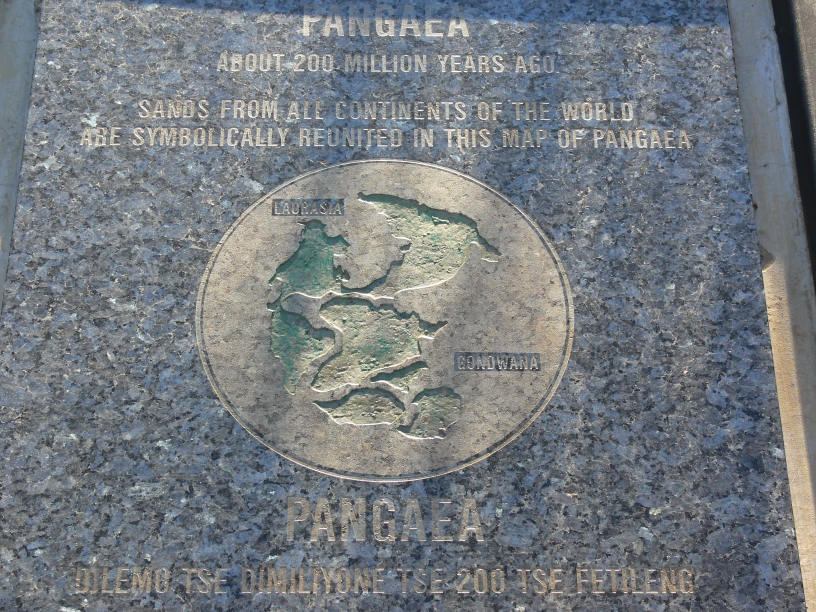 PANGAEA
ABOUT 200 MILLION YEARS AGO
SANDS FROM ALL CONTINENTS OF THE WORLD
ARE SYMBOLICALLY REUNITED IN THIS MAP OF PANGAEA
LAURASIA
GONDWANA
PANGAEA
DILEMO TSE DIMILIYONE TSE 200 TSE FETILENG